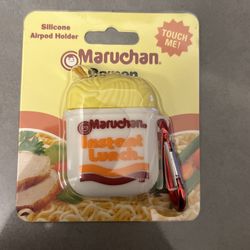 Silicone
Airpod Holder
Maruchan
TOUCH
ME!
Ramen
Maruchan
Instant
Lunch